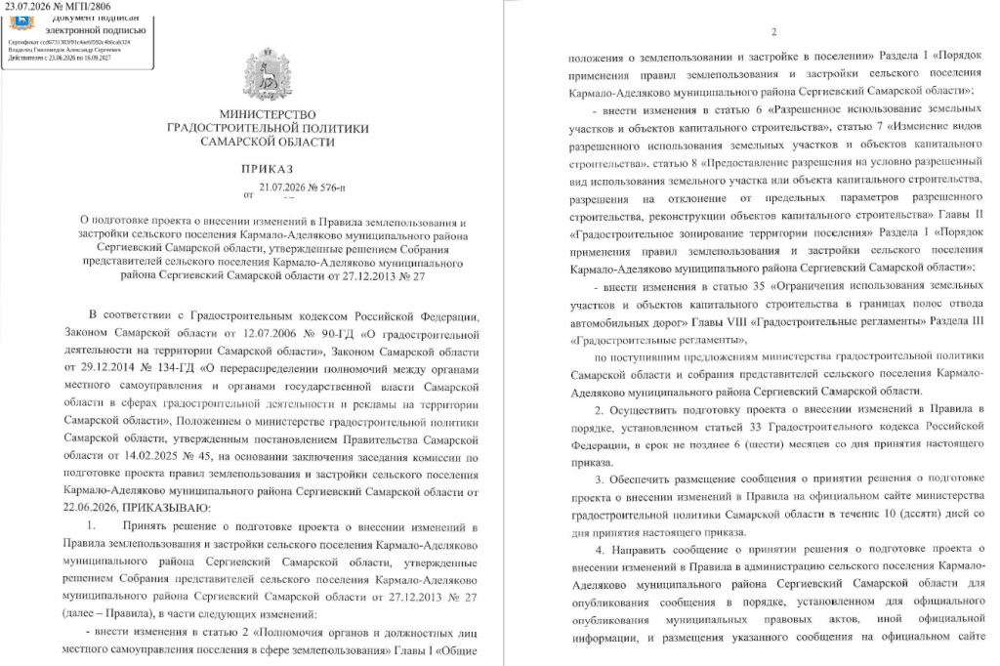 23.07.2026 № МГП/2806
Документ подписан
электронной подписью
Владелец Гниломедов Александр Сергеевич
Действителен с 23.06.2026 по 16.09.2027
МИНИСТЕРСТВО
ГРАДОСТРОИТЕЛЬНОЙ ПОЛИТИКИ
САМАРСКОЙ ОБЛАСТИ
ПРИКАЗ
от 21.07.2026 № 576-п
О подготовке проекта о внесении изменений в Правила землепользования и
застройки сельского поселения Кармало-Аделяково муниципального района
Сергиевский Самарской области, утвержденные решением Собрания
представителей сельского поселения Кармало-Аделяково муниципального
района Сергиевский Самарской области от 27.12.2013 № 27
В соответствии с Градостроительным кодексом Российской Федерации,
Законом Самарской области от 12.07.2006 № 90-ГД «О градостроительной
деятельности на территории Самарской области», Законом Самарской области
от 29.12.2014 № 134-ГД «О перераспределении полномочий между органами
местного самоуправления и органами государственной власти Самарской
области в сферах градостроительной деятельности и рекламы на территории
Самарской области», Положением о министерстве градостроительной политики
Самарской области, утвержденным постановлением Правительства Самарской
области от 14.02.2025 № 45, на основании заключения заседания комиссии по
подготовке проекта правил землепользования и застройки сельского поселения
Кармало-Аделяково муниципального района Сергиевский Самарской области от
22.06.2026, ПРИКАЗЫВАЮ:
1. Принять решение о подготовке проекта о внесении изменений в
Правила землепользования и застройки сельского поселения Кармало-Аделяково
муниципального района Сергиевский Самарской области, утвержденные
решением Собрания представителей сельского поселения Кармало-Аделяково
муниципального района Сергиевский Самарской области от 27.12.2013 № 27
(далее – Правила), в части следующих изменений:
- внести изменения в статью 2 «Полномочия органов и должностных лиц
местного самоуправления поселения в сфере землепользования» Главы I «Общие
2
положения о землепользовании и застройке в поселении» Раздела I «Порядок
применения правил землепользования и застройки сельского поселения
Кармало-Аделяково муниципального района Сергиевский Самарской области»;
- внести изменения в статью 6 «Разрешенное использование земельных
участков и объектов капитального строительства», статью 7 «Изменение видов
разрешенного использования земельных участков и объектов капитального
строительства», статью 8 «Предоставление разрешения на условно разрешенный
вид использования земельного участка или объекта капитального строительства,
разрешения на отклонение от предельных параметров разрешенного
строительства, реконструкции объектов капитального строительства» Главы II
«Градостроительное зонирование территории поселения» Раздела I «Порядок
применения правил землепользования и застройки сельского поселения
Кармало-Аделяково муниципального района Сергиевский Самарской области»;
- внести изменения в статью 35 «Ограничения использования земельных
участков и объектов капитального строительства в границах полос отвода
автомобильных дорог» Главы VIII «Градостроительные регламенты» Раздела III
«Градостроительные регламенты»,
по поступившим предложениям министерства градостроительной политики
Самарской области и собрания представителей сельского поселения Кармало-
Аделяково муниципального района Сергиевский Самарской области.
2. Осуществить подготовку проекта о внесении изменений в Правила в
порядке, установленном статьей 33 Градостроительного кодекса Российской
Федерации, в срок не позднее 6 (шести) месяцев со дня принятия настоящего
приказа.
3. Обеспечить размещение сообщения о принятии решения о подготовке
проекта о внесении изменений в Правила на официальном сайте министерства
градостроительной политики Самарской области в течение 10 (десяти) дней со
дня принятия настоящего приказа.
4. Направить сообщение о принятии решения о подготовке проекта о
внесении изменений в Правила в администрацию сельского поселения Кармало-
Аделяково муниципального района Сергиевский Самарской области для
опубликования сообщения в порядке, установленном для официального
опубликования муниципальных правовых актов, иной официальной
информации, и размещения указанного сообщения на официальном сайте